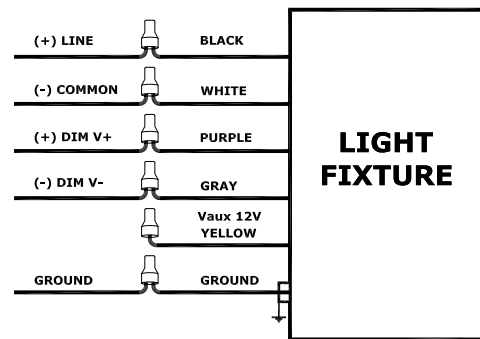 (+) LINE BLACK
(-) COMMON WHITE
(+) DIM V+ PURPLE
LIGHT
FIXTURE
(-) DIM V- GRAY
Vaux 12V
YELLOW
GROUND GROUND